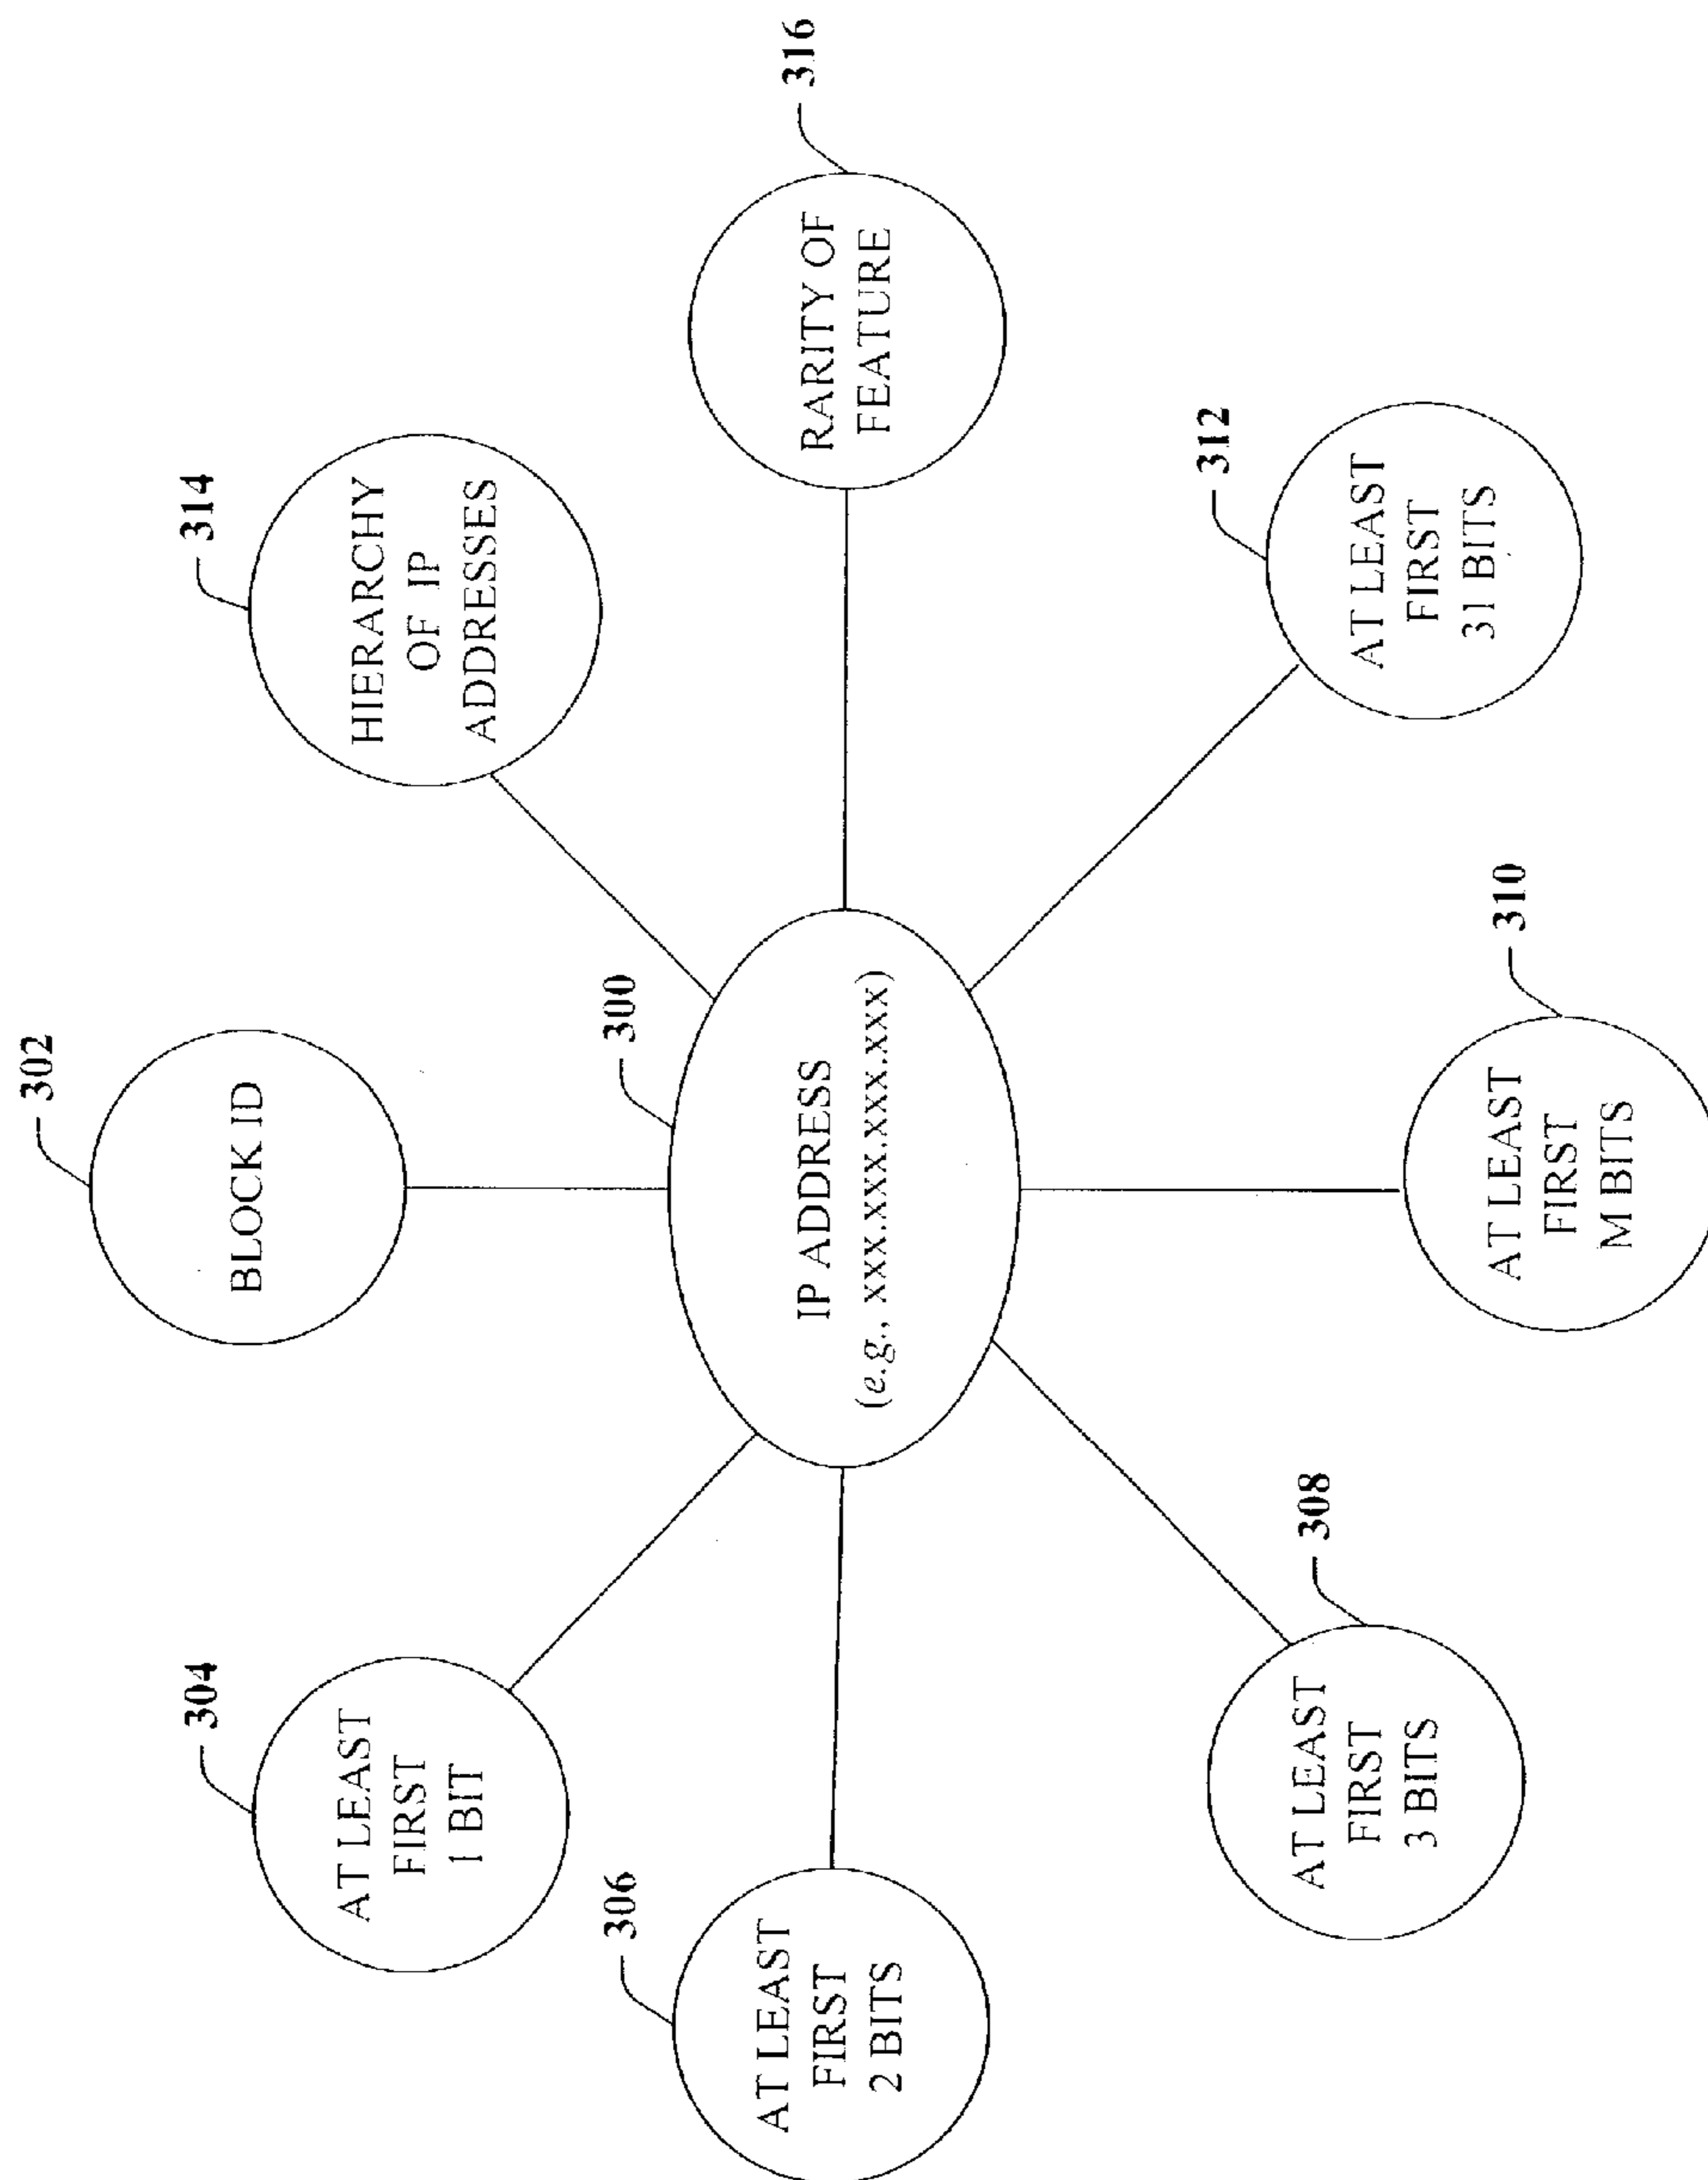 302
BLOCK ID
304
AT LEAST
FIRST
1 BIT
314
HIERARCHY
OF IP
ADDRESSES
300
IP ADDRESS
(e.g., xxx.xxx.xxx.xxx)
306
AT LEAST
FIRST
2 BITS
316
RARITY OF
FEATURE
308
AT LEAST
FIRST
3 BITS
310
AT LEAST
FIRST
M BITS
312
AT LEAST
FIRST
31 BITS